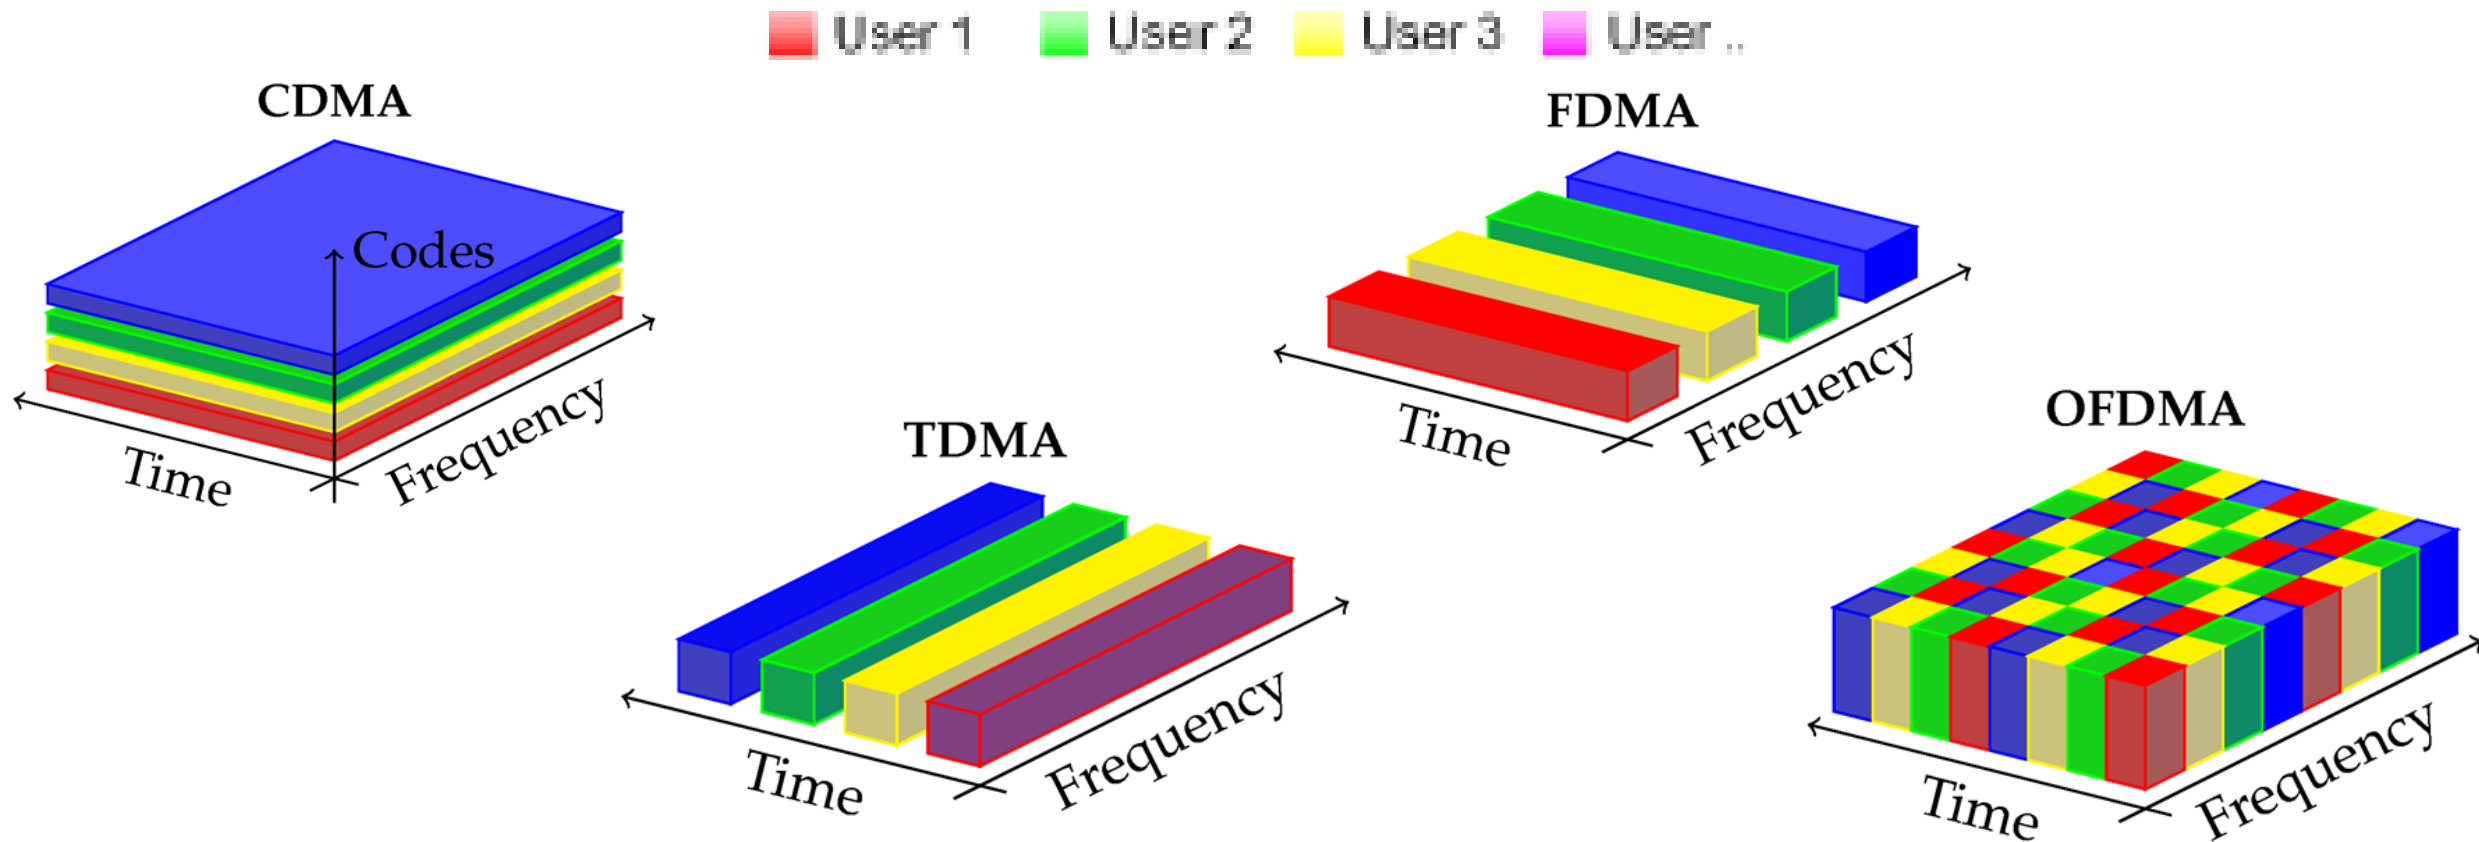 User 1 User 2 User 3 User ..
CDMA
Codes
Time
Frequency
FDMA
Time
Frequency
TDMA
Time
Frequency
OFDMA
Time
Frequency